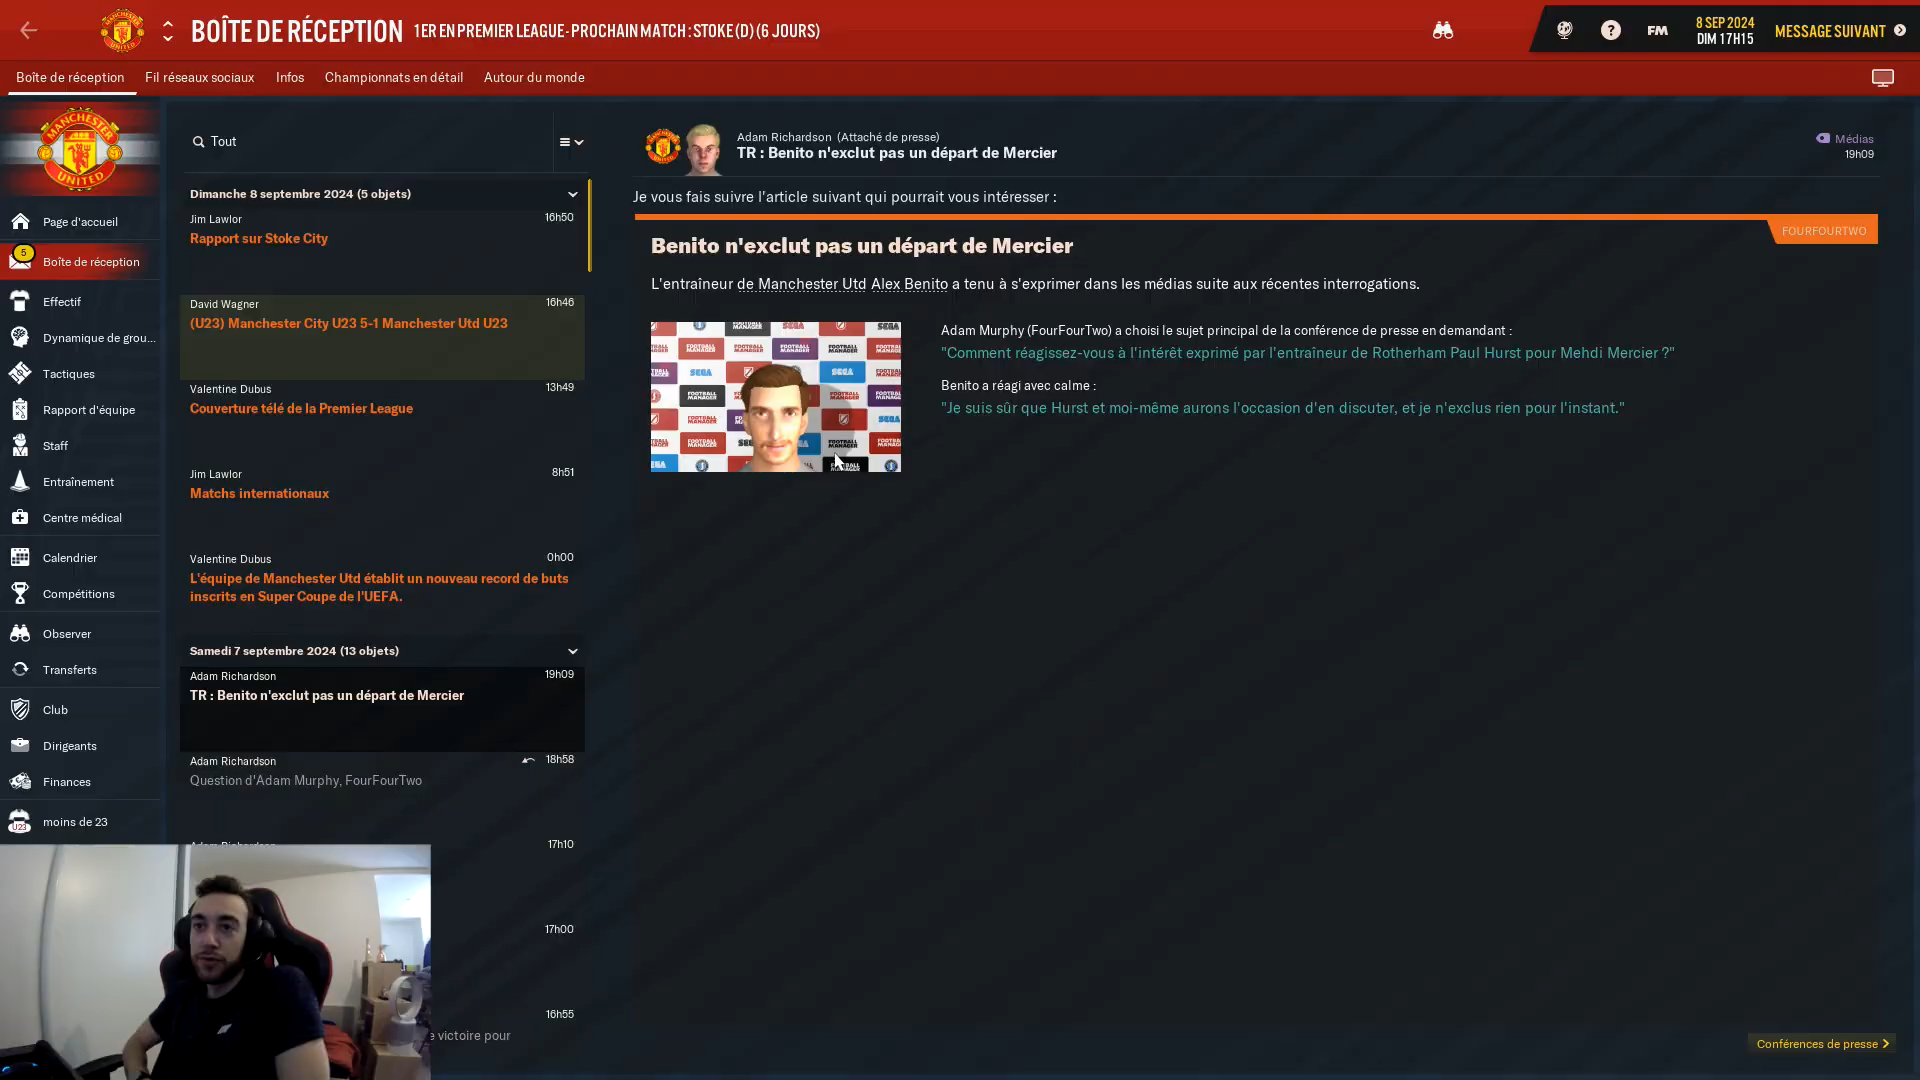 BOÎTE DE RÉCEPTION
1ER EN PREMIER LEAGUE - PROCHAIN MATCH : STOKE (D) (6 JOURS)
FM
8 SEP 2024
DIM 17H15
MESSAGE SUIVANT
Boîte de réception
Fil réseaux sociaux
Infos
Championnats en détail
Autour du monde
MANCHESTER
UNITED
Page d'accueil
5
Boîte de réception
Effectif
Dynamique de grou...
Tactiques
Rapport d'équipe
Staff
Entraînement
Centre médical
Calendrier
Compétitions
Observer
Transferts
Club
Dirigeants
Finances
U23
moins de 23
Tout
Dimanche 8 septembre 2024 (5 objets)
Jim Lawlor
16h50
Rapport sur Stoke City
David Wagner
16h46
(U23) Manchester City U23 5-1 Manchester Utd U23
Valentine Dubus
13h49
Couverture télé de la Premier League
Jim Lawlor
8h51
Matchs internationaux
Valentine Dubus
0h00
L'équipe de Manchester Utd établit un nouveau record de buts
inscrits en Super Coupe de l'UEFA.
Samedi 7 septembre 2024 (13 objets)
Adam Richardson
19h09
TR : Benito n'exclut pas un départ de Mercier
Adam Richardson
18h58
Question d'Adam Murphy, FourFourTwo
Adam Richardson
17h10
17h00
16h55
e victoire pour
Adam Richardson (Attaché de presse)
TR : Benito n'exclut pas un départ de Mercier
Médias
19h09
Je vous fais suivre l'article suivant qui pourrait vous intéresser :
FOURFOURTWO
Benito n'exclut pas un départ de Mercier
L'entraîneur de Manchester Utd Alex Benito a tenu à s'exprimer dans les médias suite aux récentes interrogations.
Adam Murphy (FourFourTwo) a choisi le sujet principal de la conférence de presse en demandant :
"Comment réagissez-vous à l'intérêt exprimé par l'entraîneur de Rotherham Paul Hurst pour Mehdi Mercier ?"
Benito a réagi avec calme :
"Je suis sûr que Hurst et moi-même aurons l'occasion d'en discuter, et je n'exclus rien pour l'instant."
Conférences de presse